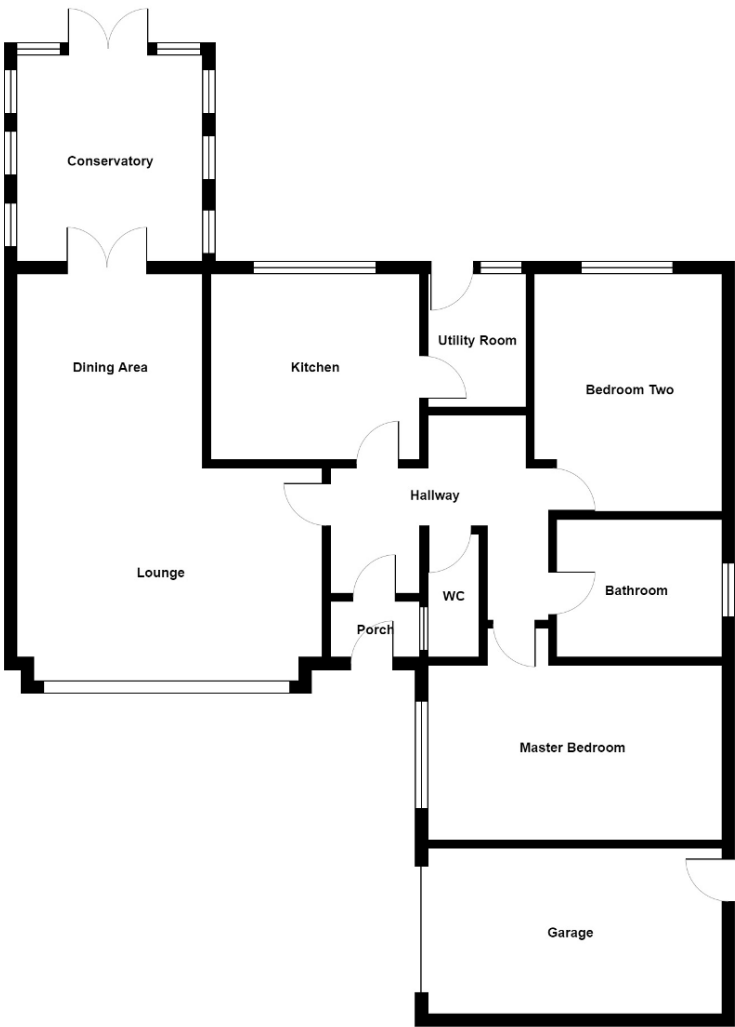 Conservatory
Dining Area
Kitchen
Utility Room
Bedroom Two
Hallway
Lounge
WC
Bathroom
Porch
Master Bedroom
Garage